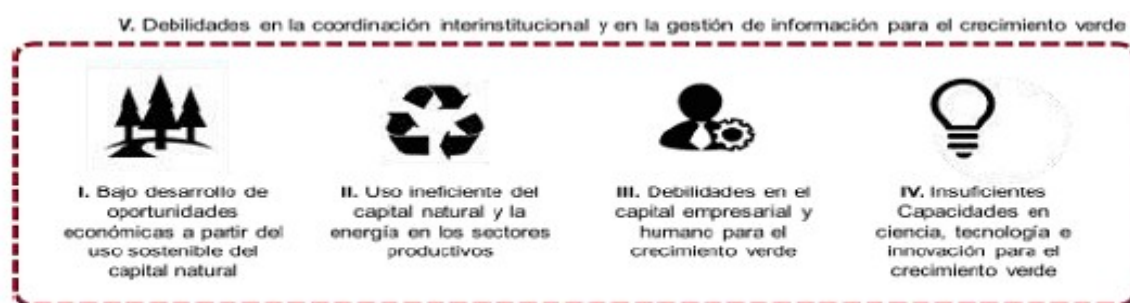 V. Debilidades en la coordinación interinstitucional y en la gestión de información para el crecimiento verde
I. Bajo desarrollo de
oportunidades
económicas a partir del
uso sostenible del
capital natural
II. Uso ineficiente del
capital natural y la
energía en los sectores
productivos
III. Debilidades en el
capital empresarial y
humano para el
crecimiento verde
IV. Insuficientes
Capacidades en
ciencia, tecnología e
innovación para el
crecimiento verde